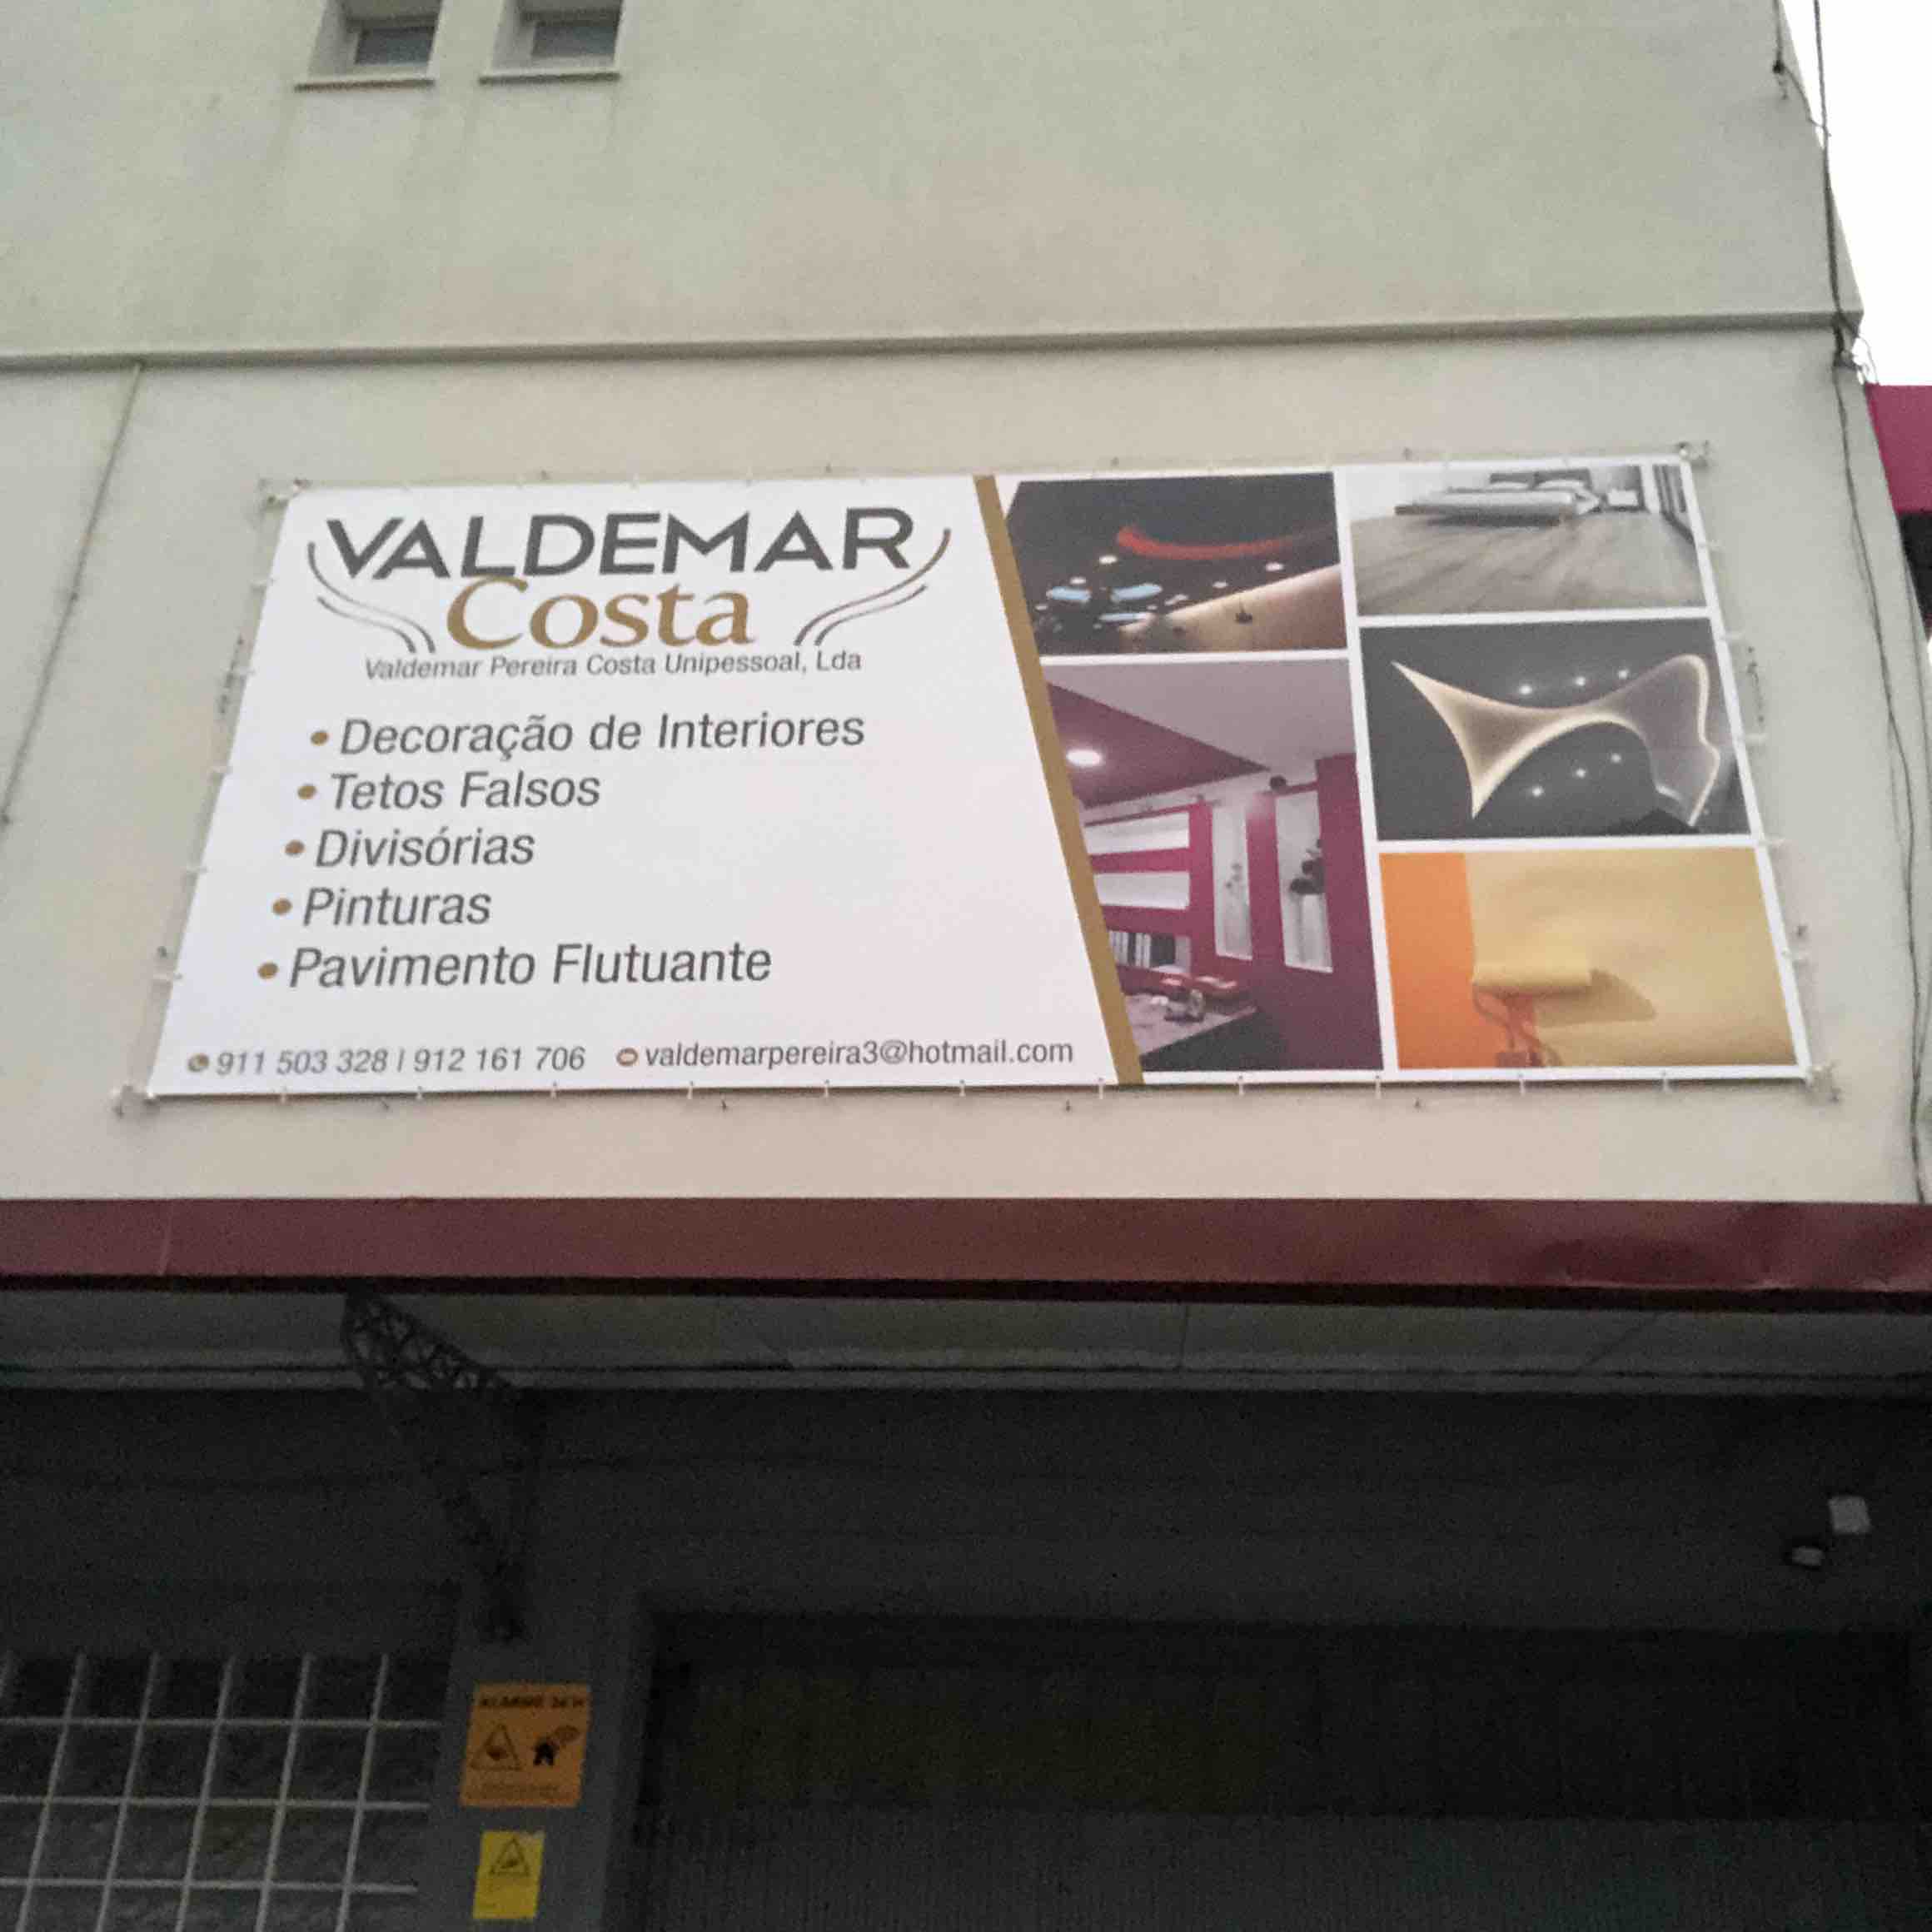 VALDEMAR
Costa
Valdemar Pereira Costa Unipessoal, Lda
• Decoração de Interiores
• Tetos Falsos
• Divisórias
• Pinturas
• Pavimento Flutuante
911 503 328 | 912 161 706 valdemarpereira3@hotmail.com